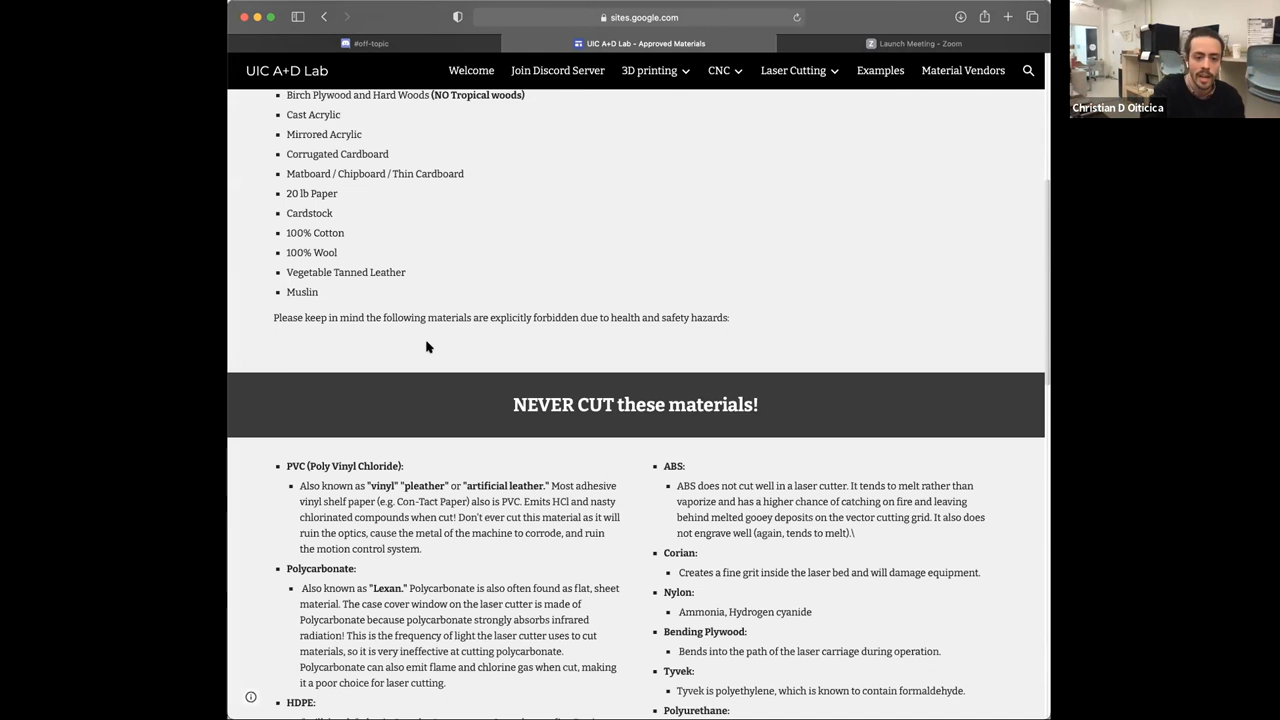 sites.google.com
#off-topic
UIC A+D Lab - Approved Materials
Launch Meeting - Zoom
UIC A+D Lab
Welcome
Join Discord Server
3D printing
CNC
Laser Cutting
Examples
Material Vendors
Christian D Oiticica
Birch Plywood and Hard Woods (NO Tropical woods)
Cast Acrylic
Mirrored Acrylic
Corrugated Cardboard
Matboard / Chipboard / Thin Cardboard
20 lb Paper
Cardstock
100% Cotton
100% Wool
Vegetable Tanned Leather
Muslin
Please keep in mind the following materials are explicitly forbidden due to health and safety hazards:
NEVER CUT these materials!
PVC (Poly Vinyl Chloride):
Also known as "vinyl" "pleather" or "artificial leather." Most adhesive
vinyl shelf paper (e.g. Con-Tact Paper) also is PVC. Emits HCl and nasty
chlorinated compounds when cut! Don't ever cut this material as it will
ruin the optics, cause the metal of the machine to corrode, and ruin
the motion control system.
Polycarbonate:
Also known as "Lexan." Polycarbonate is also often found as flat, sheet
material. The case cover window on the laser cutter is made of
Polycarbonate because polycarbonate strongly absorbs infrared
radiation! This is the frequency of light the laser cutter uses to cut
materials, so it is very ineffective at cutting polycarbonate.
Polycarbonate can also emit flame and chlorine gas when cut, making
it a poor choice for laser cutting.
HDPE:
ABS:
ABS does not cut well in a laser cutter. It tends to melt rather than
vaporize and has a higher chance of catching on fire and leaving
behind melted gooey deposits on the vector cutting grid. It also does
not engrave well (again, tends to melt).\
Corian:
Creates a fine grit inside the laser bed and will damage equipment.
Nylon:
Ammonia, Hydrogen cyanide
Bending Plywood:
Bends into the path of the laser carriage during operation.
Tyvek:
Tyvek is polyethylene, which is known to contain formaldehyde.
Polyurethane: